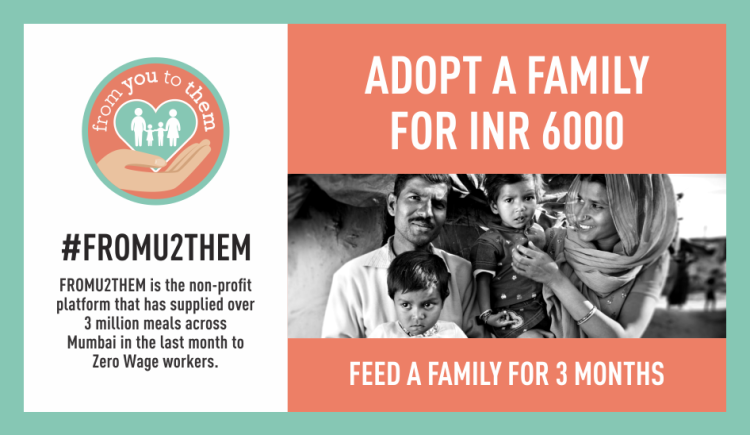 from you to them
#FROMU2THEM
FROMU2THEM is the non-profit
platform that has supplied over
3 million meals across
Mumbai in the last month to
Zero Wage workers.
ADOPT A FAMILY
FOR INR 6000
FEED A FAMILY FOR 3 MONTHS